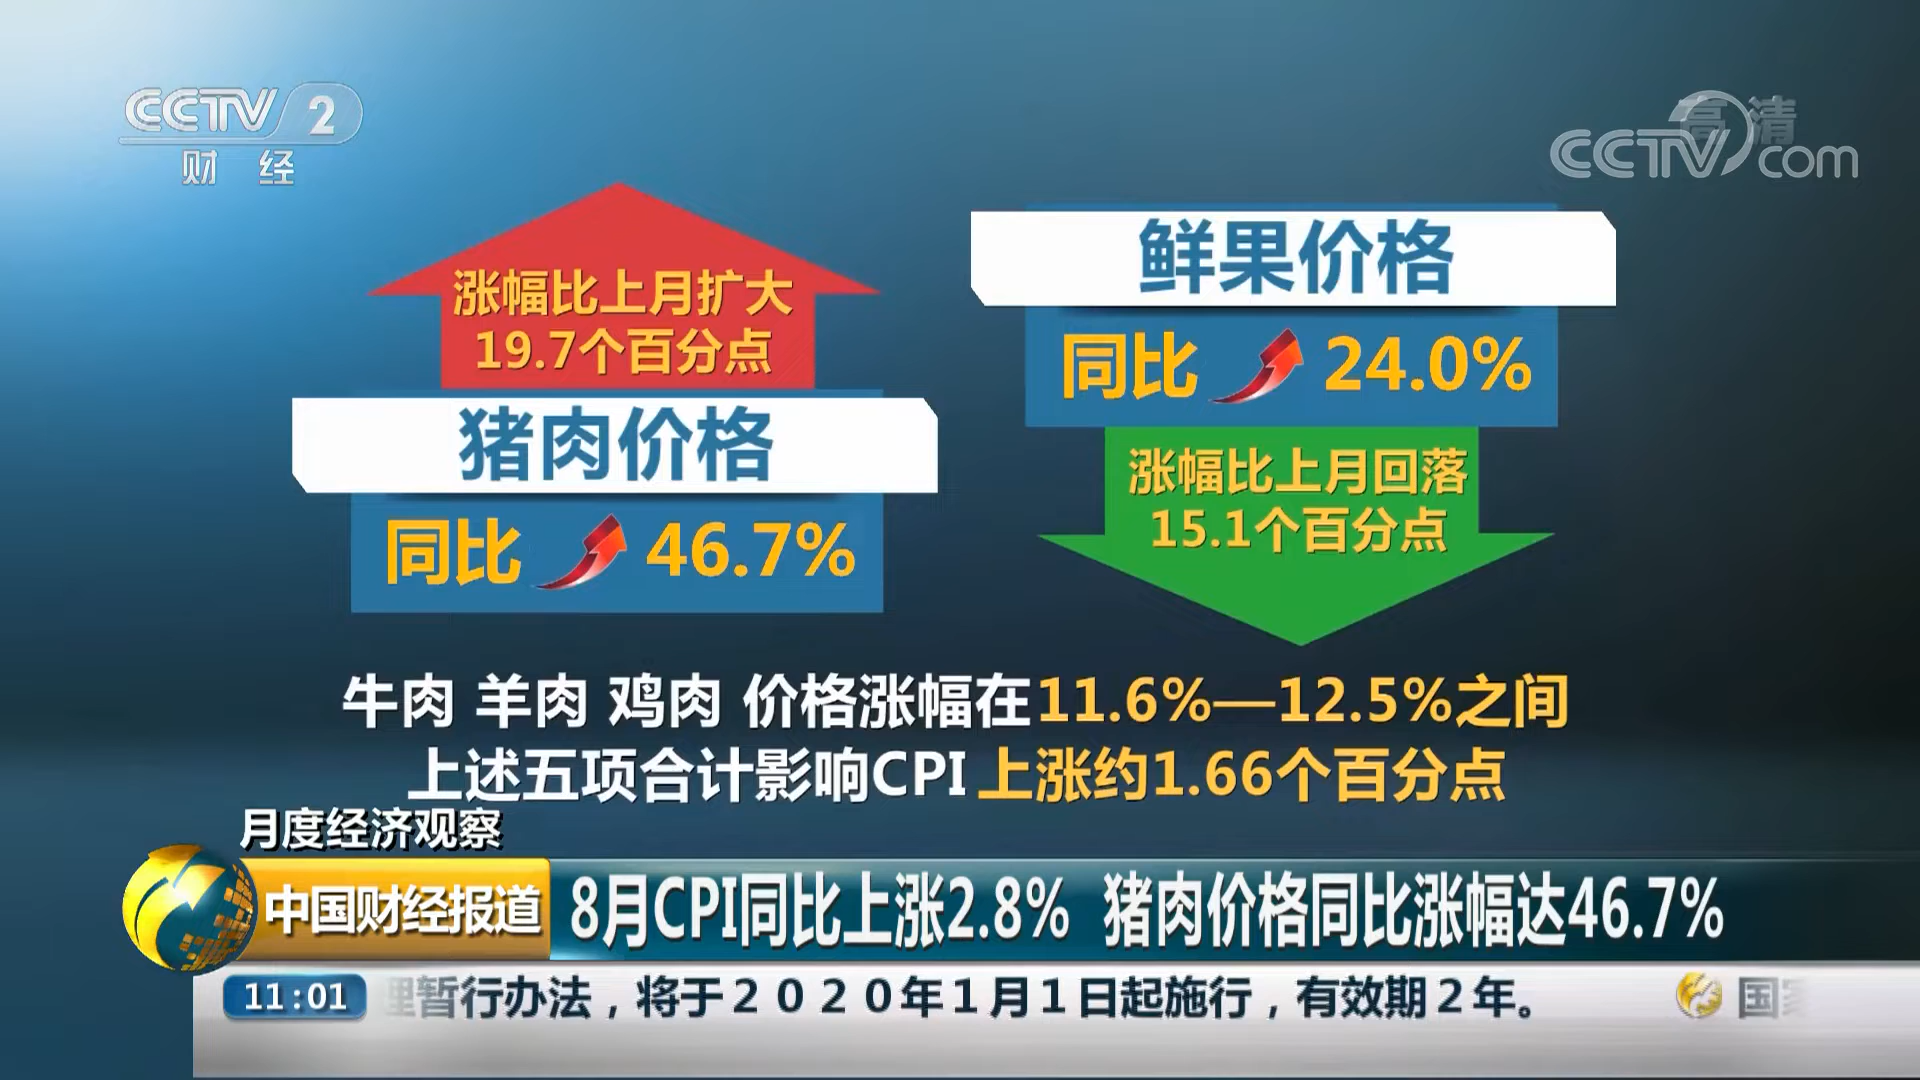 CCTV 2
财 经
高清
CCTV com
涨幅比上月扩大
19.7个百分点
猪肉价格
同比 46.7%
鲜果价格
同比 24.0%
涨幅比上月回落
15.1个百分点
牛肉 羊肉 鸡肉 价格涨幅在11.6%—12.5%之间
上述五项合计影响CPI 上涨约1.66个百分点
月度经济观察
中国财经报道
8月CPI同比上涨2.8% 猪肉价格同比涨幅达46.7%
11:01
理暂行办法，将于2020年1月1日起施行，有效期2年。 国